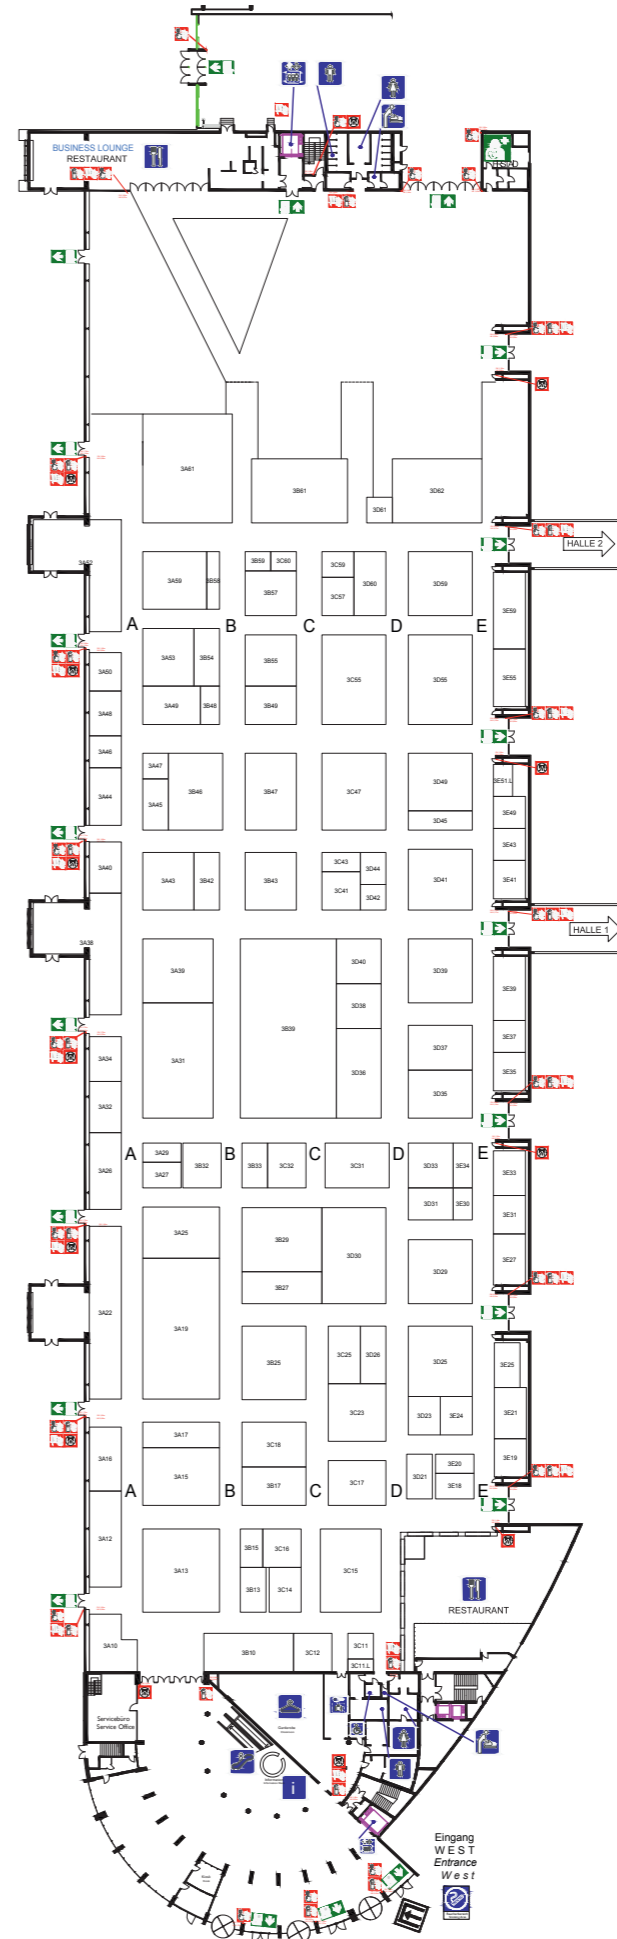 BUSINESS LOUNGE
RESTAURANT
3A61
3B61
3D61
3D62
HALLE 2
3A52
3A59
3B58
3B59
3C60
3B57
3C59
3C57
3D60
3D59
3E59
A
B
C
D
E
3A50
3A53
3B54
3B55
3C55
3D55
3E55
3A48
3A49
3B48
3B49
3A46
3A47
3B46
3B47
3C47
3D49
3E51.L
3A44
3A45
3D45
3E49
3E43
3A40
3A43
3B42
3B43
3C43
3C41
3D44
3D42
3D41
3E41
HALLE 1
3A38
3A39
3B39
3D40
3D38
3D39
3E39
3A34
3A31
3D36
3D37
3E37
3A32
3D35
3E35
3A26
3A29
3A27
3B32
3B33
3C32
3C31
3D33
3E34
3E33
A
B
C
D
E
3D31
3E30
3E31
3A25
3B29
3D30
3D29
3E27
3B27
3A22
3A19
3B25
3C25
3D26
3D25
3E25
3C23
3D23
3E24
3E21
3A16
3A17
3C18
3E19
3A15
3B17
3C17
3D21
3E20
3E18
A
B
C
D
E
3A12
3A13
3B15
3C16
3B13
3C14
3C15
RESTAURANT
3A10
3B10
3C12
3C11
3C11.L
Servicebüro
Service Office
Garderobe
i
Eingang
WEST
Entrance
West